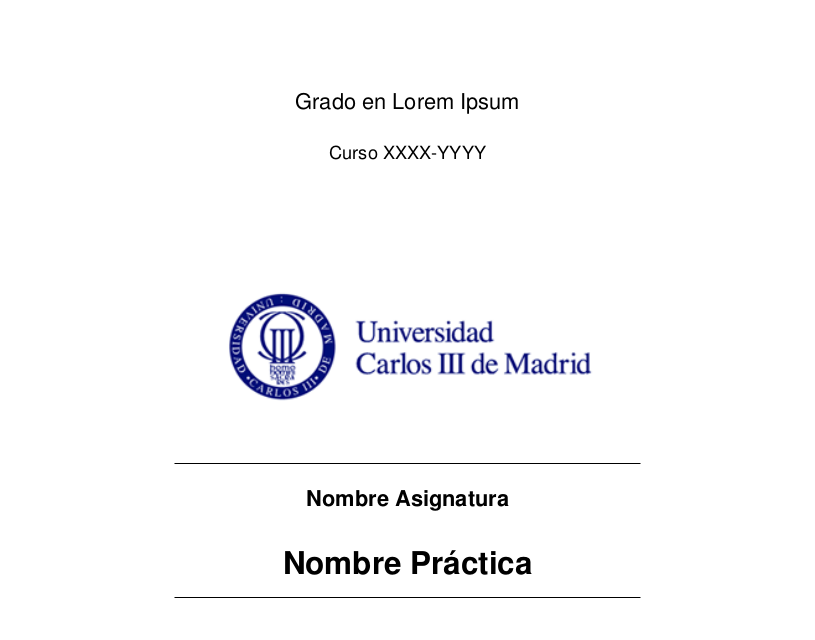 Grado en Lorem Ipsum
Curso XXXX-YYYY
UNIVERSIDAD · CARLOS III · DE MADRID ·
homo
homini
sacra
res
Universidad
Carlos III de Madrid
Nombre Asignatura
Nombre Práctica